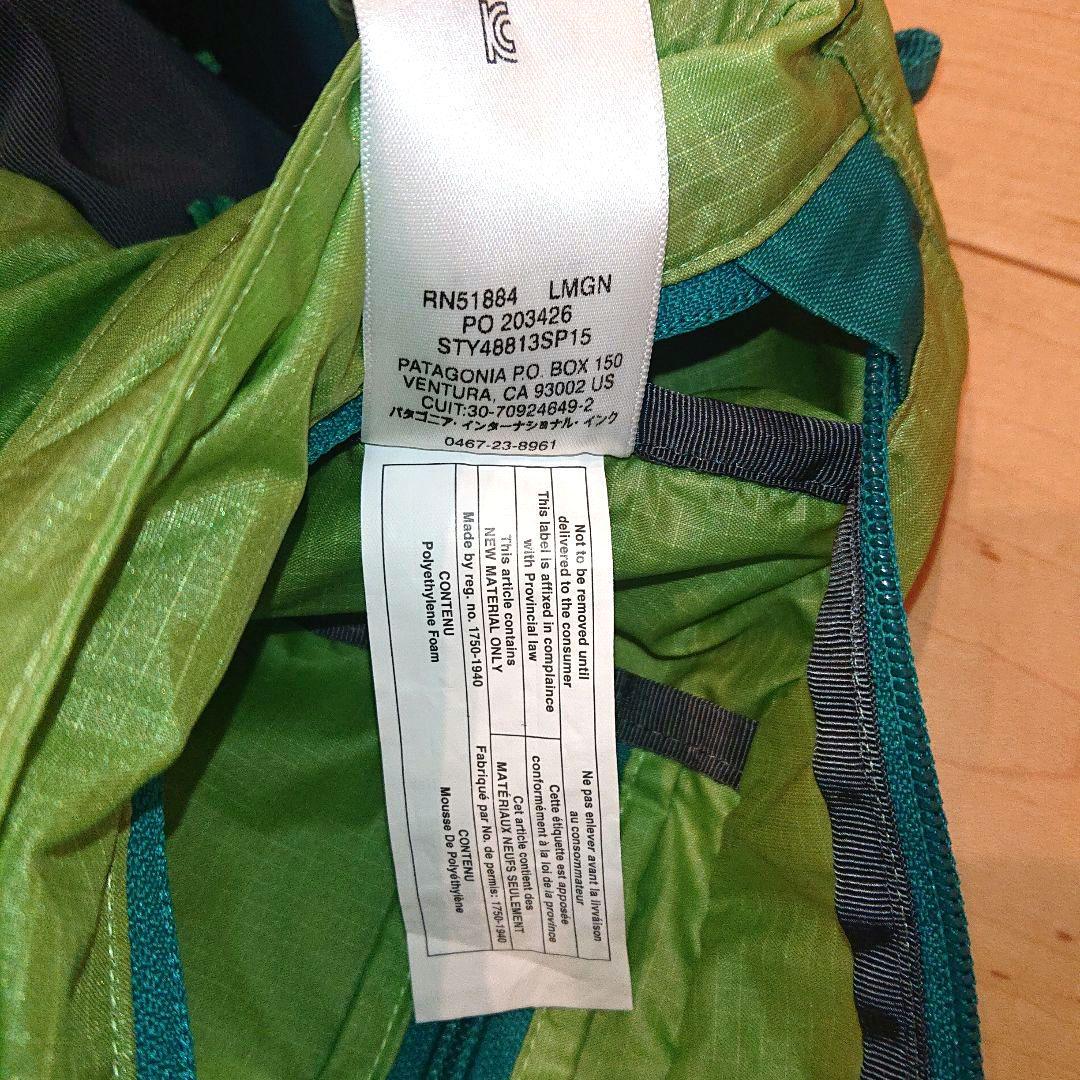 RN51884 LMGN
PO 203426
STY48813SP15
PATAGONIA P.O. BOX 150
VENTURA, CA 93002 US
CUIT:30-70924649-2
パタゴニア・インターナショナル・インク
0467-23-8961
Not to be removed until
delivered to the consumer
This label is affixed in complaince
with Provincial law
This article contains
NEW MATERIAL ONLY
Made by reg. no. 1750-1940
CONTENU
Polyethylene Foam
Ne pas enlever avant la livváison
au consommateur
Cette étiquette est apposée
conformément à la loi de la province
Cet article contient des
MATÉRIAUX NEUFS SEULEMENT
Fabriqué par No. de permis: 1750-1940
CONTENU
Mousse De Polyéthylène